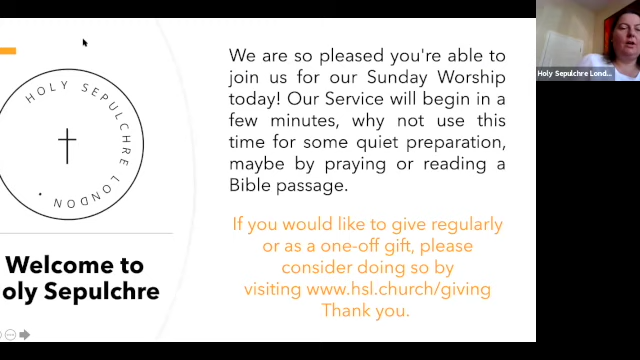 HOLY SEPULCHRE LONDON •
Welcome to
oly Sepulchre
We are so pleased you're able to
join us for our Sunday Worship
today! Our Service will begin in a
few minutes, why not use this
time for some quiet preparation,
maybe by praying or reading a
Bible passage.
If you would like to give regularly
or as a one-off gift, please
consider doing so by
visiting www.hsl.church/giving
Thank you.
Holy Sepulchre Lond...